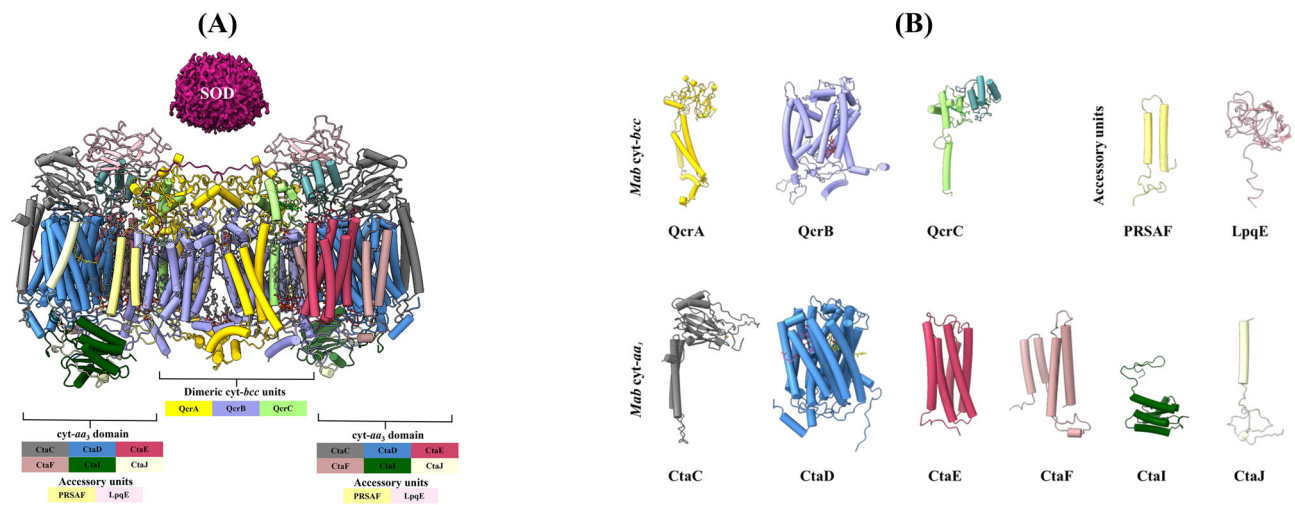 (A)
SOD
Dimeric cyt-bcc units
QcrA QcrB QcrC
cyt-aa3 domain
CtaC CtaD CtaE
CtaF CtaI CtaJ
Accessory units
PRSAF LpqE
cyt-aa3 domain
CtaC CtaD CtaE
CtaF CtaI CtaJ
Accessory units
PRSAF LpqE
(B)
Mab cyt-bcc
QcrA QcrB QcrC
Accessory units
PRSAF LpqE
Mab cyt-aa3
CtaC CtaD CtaE CtaF CtaI CtaJ